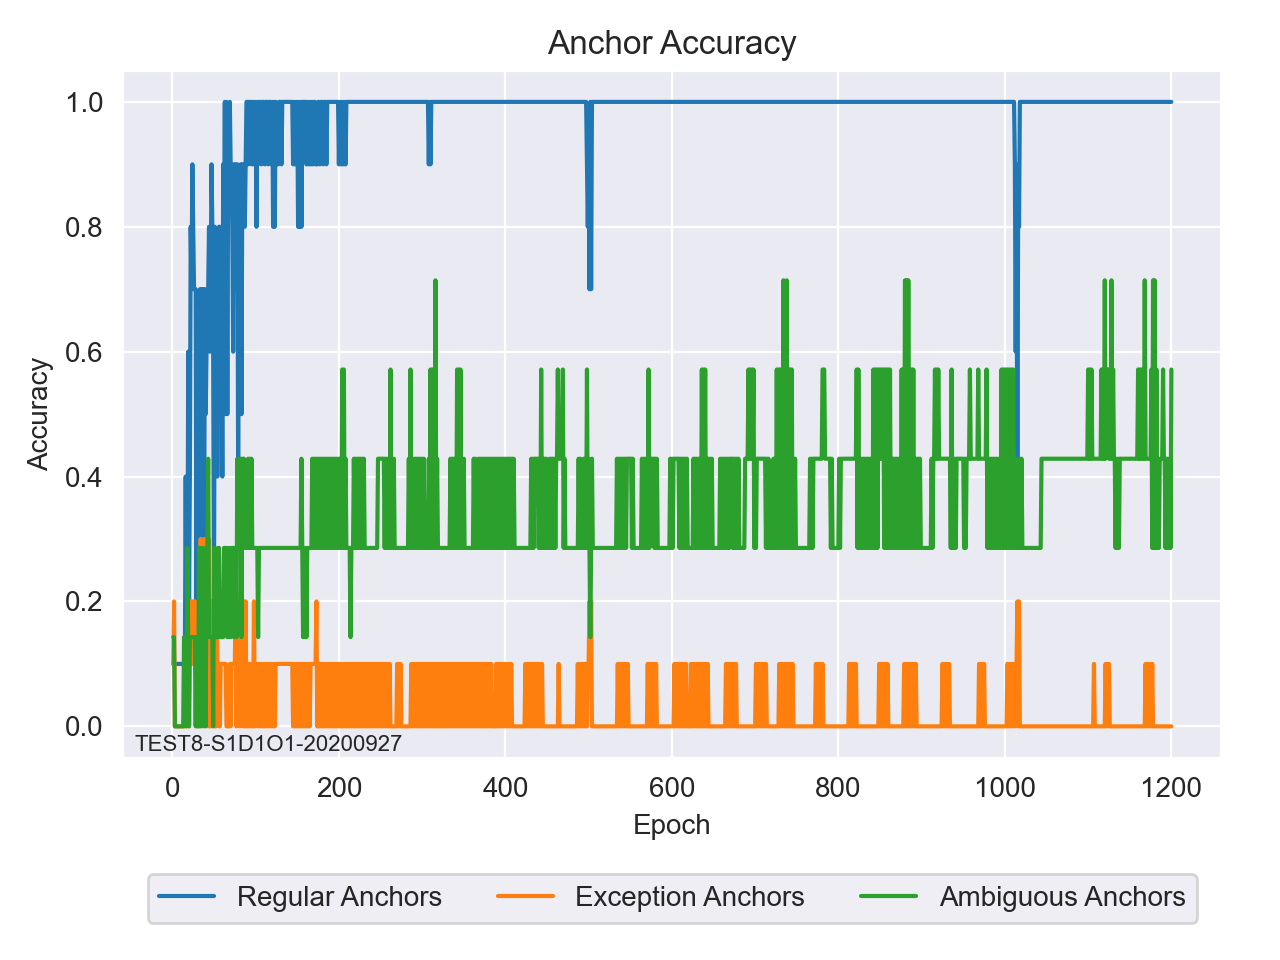 Anchor Accuracy
1.0
0.8
0.6
0.4
0.2
0.0
Accuracy
TEST8-S1D1O1-20200927
0 200 400 600 800 1000 1200
Epoch
Regular Anchors Exception Anchors Ambiguous Anchors